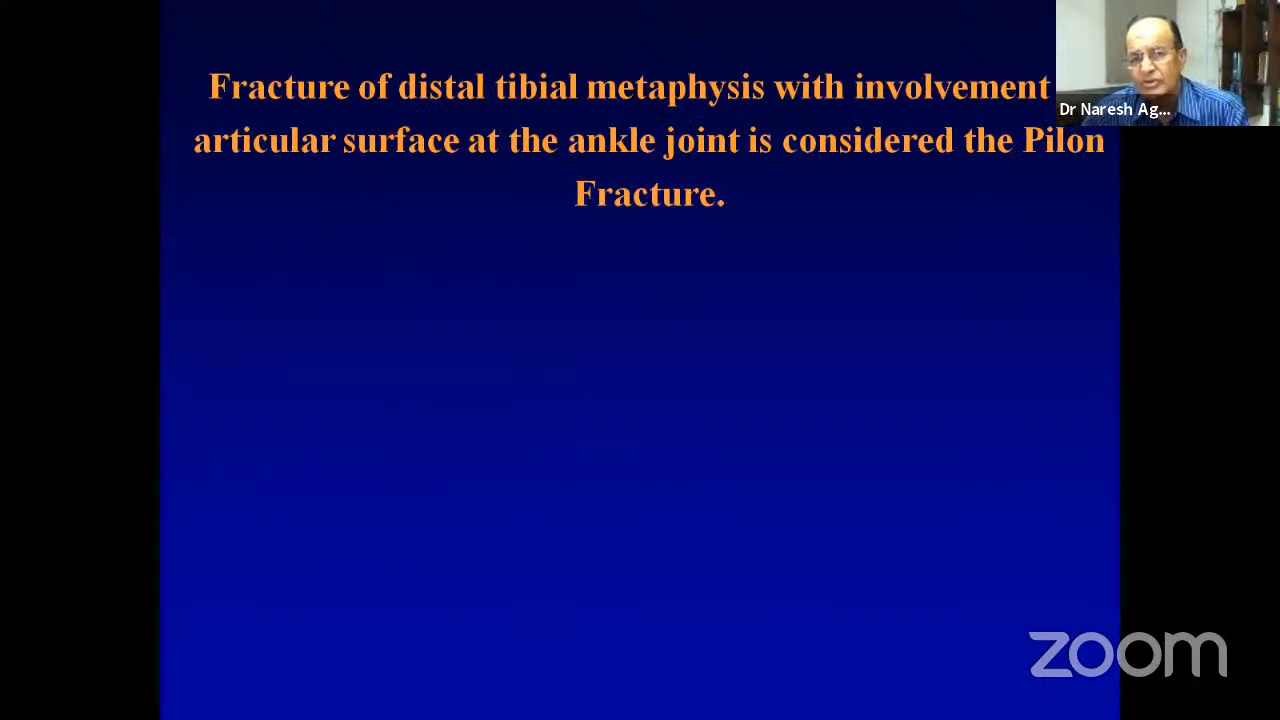 Fracture of distal tibial metaphysis with involvement
articular surface at the ankle joint is considered the Pilon
Fracture.
Dr Naresh Ag...
zoom